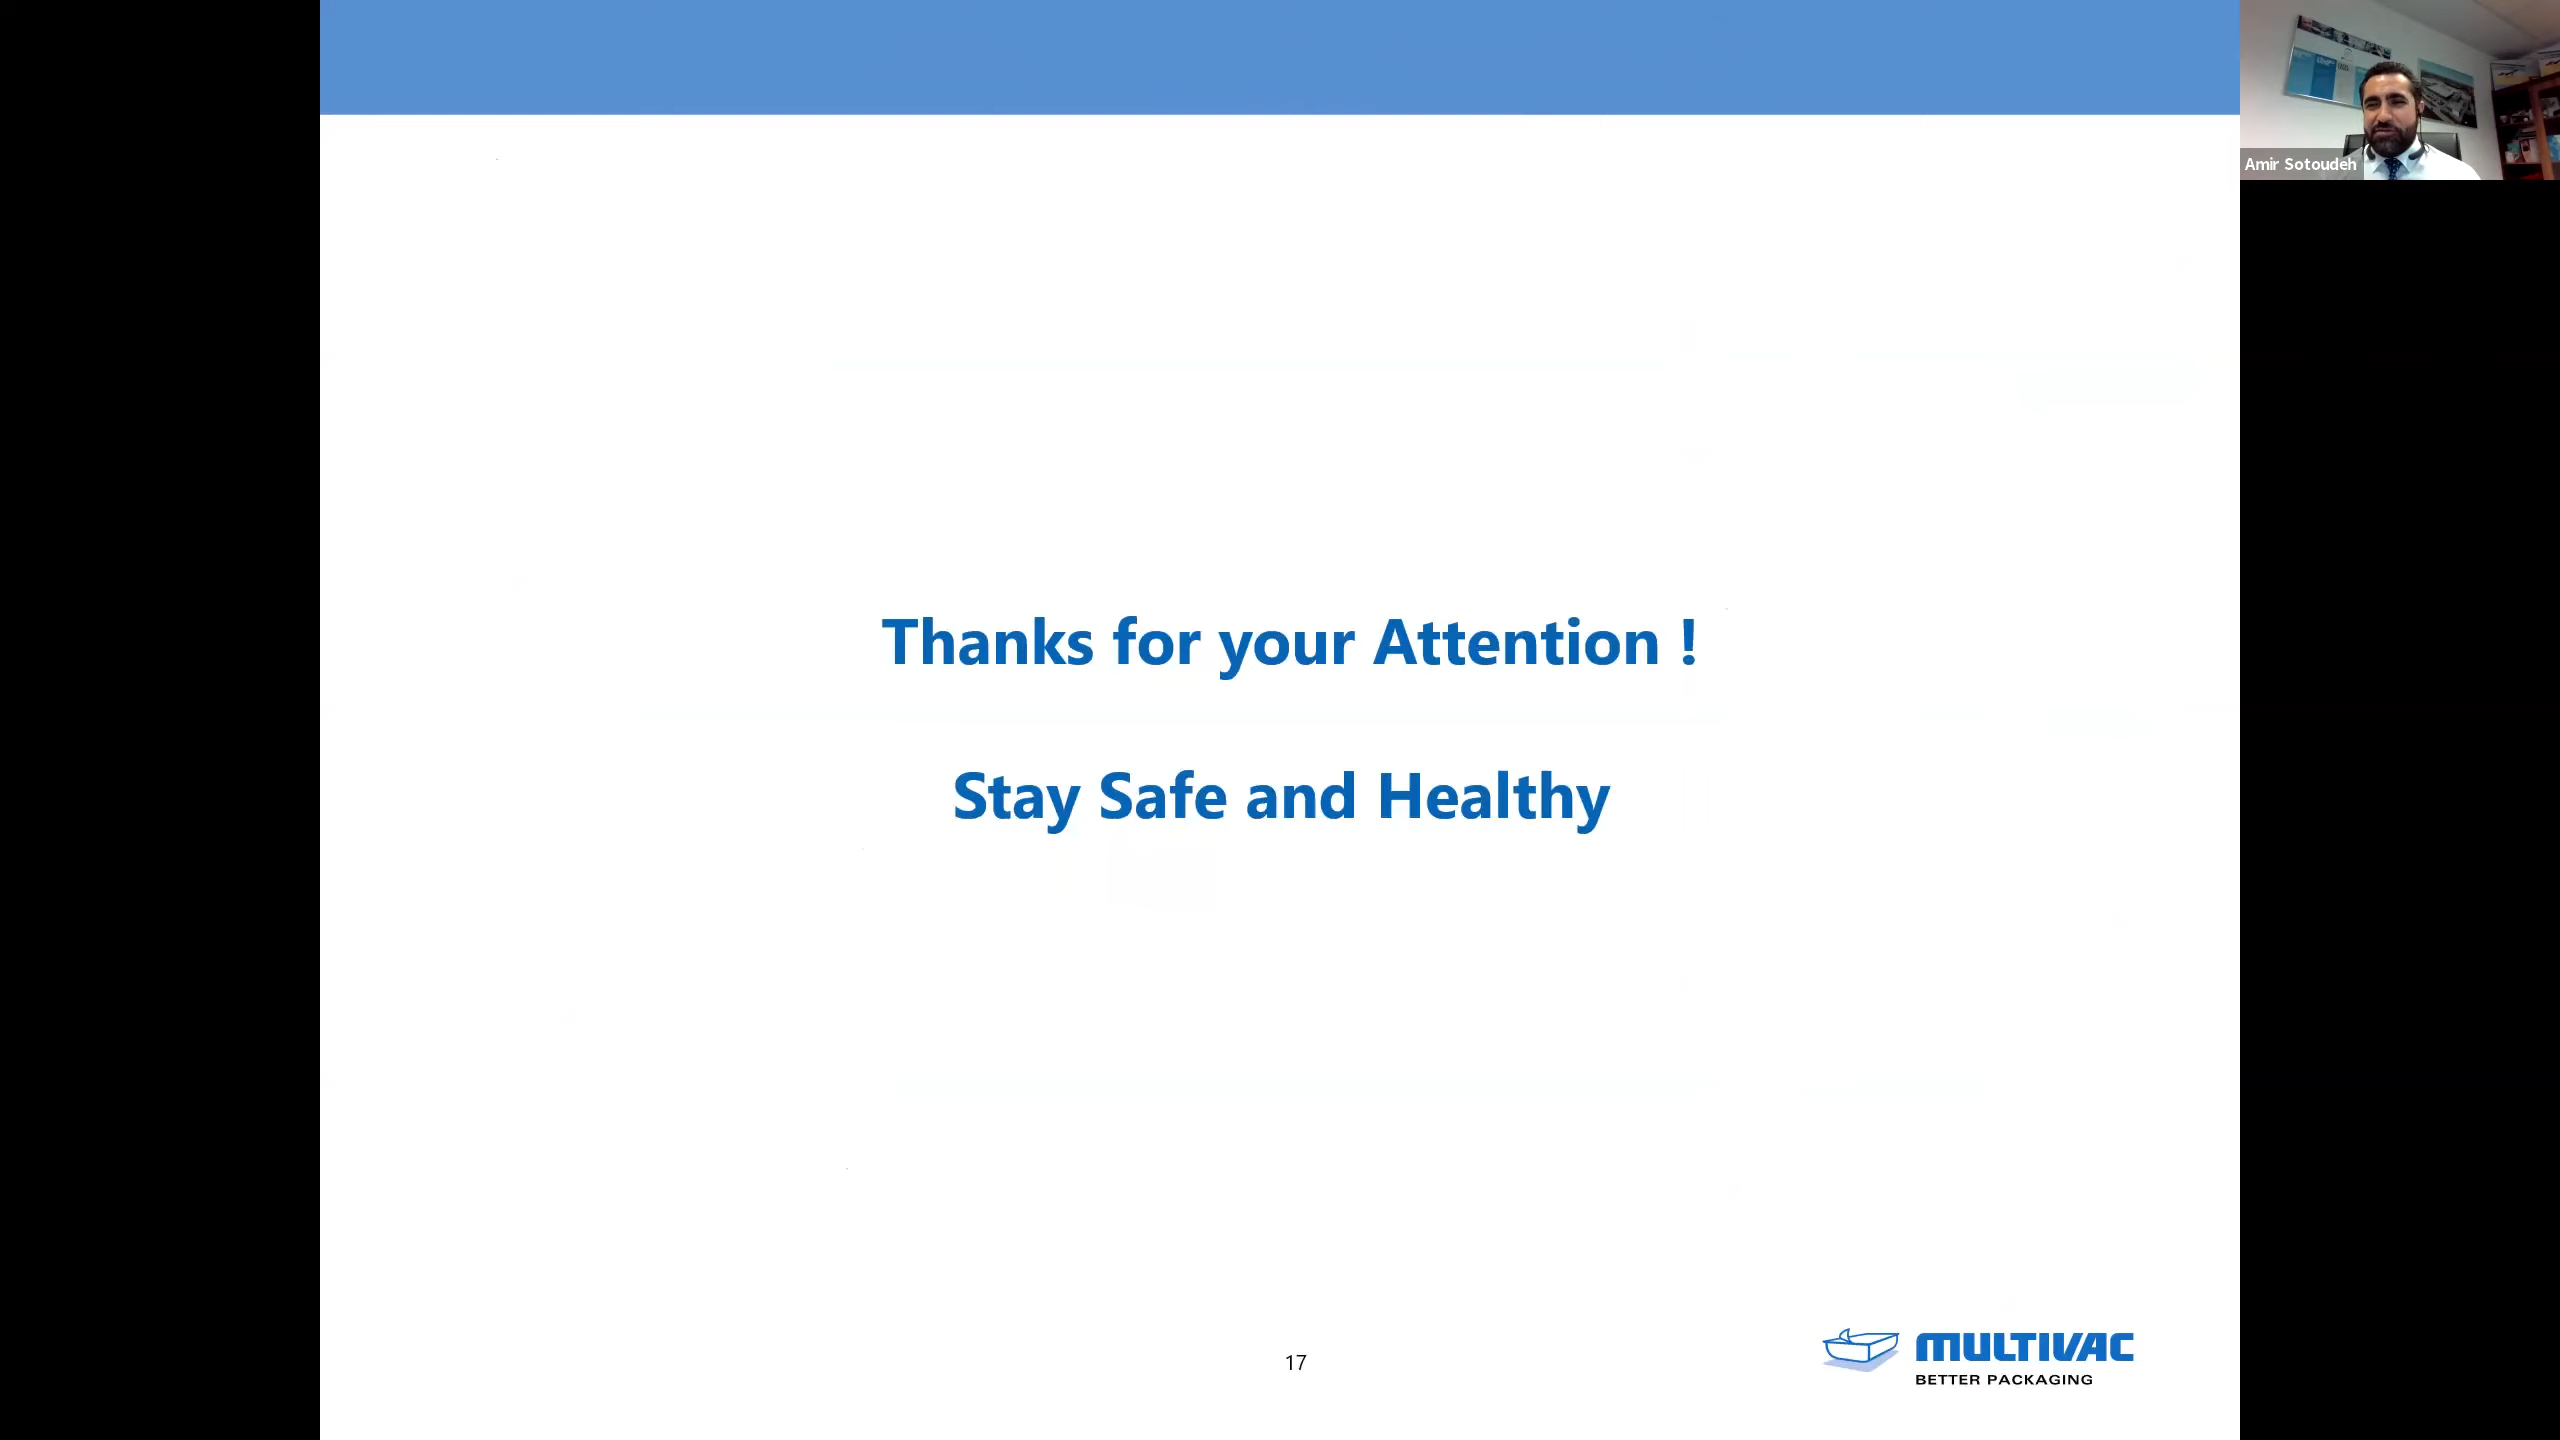 Amir Sotoudeh
Thanks for your Attention !
Stay Safe and Healthy
17
MULTIVAC
BETTER PACKAGING